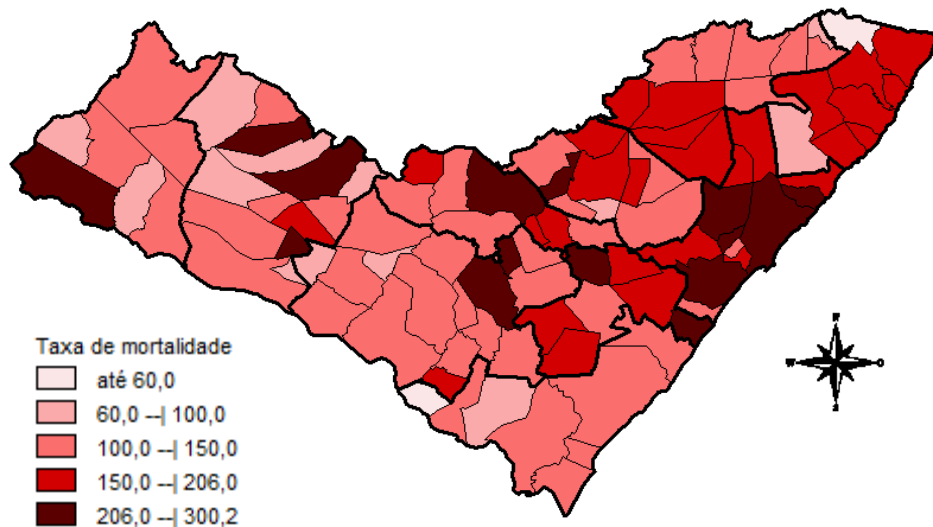 Taxa de mortalidade
até 60,0
60,0 --| 100,0
100,0 --| 150,0
150,0 --| 206,0
206,0 --| 300,2